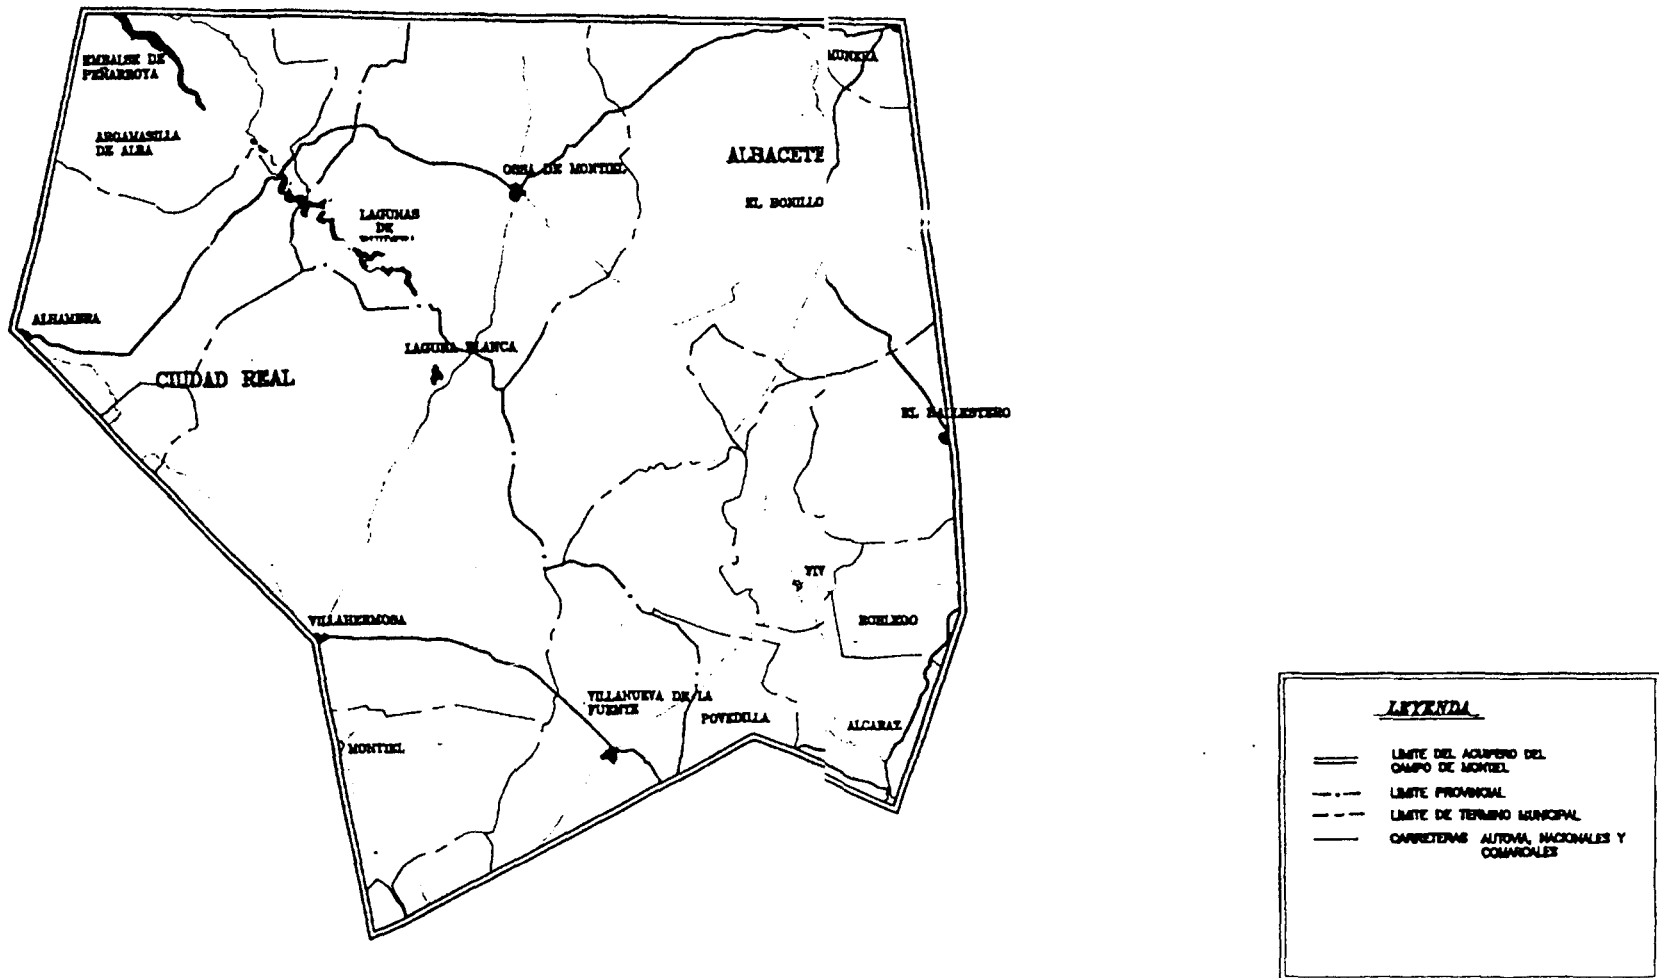 EMBALSE DE
PEÑARROYA
MUNERA
ARGAMASILLA
DE ALBA
ALBACETE
OSSA DE MONTIEL
EL BONILLO
LAGUNAS
DE
ALHAMBRA
LAGUNA BLANCA
CIUDAD REAL
EL BALLESTERO
VIV
VILLAHERMOSA
ROBLEDO
VILLANUEVA DE LA
FUENTE
POVEDILLA
ALCARAZ
MONTIEL
LEYENDA
LIMITE DEL ACUIFERO DEL
CAMPO DE MONTIEL
LIMITE PROVINCIAL
LIMITE DE TERMINO MUNICIPAL
CARRETERAS AUTOVIA, NACIONALES Y
COMARCALES